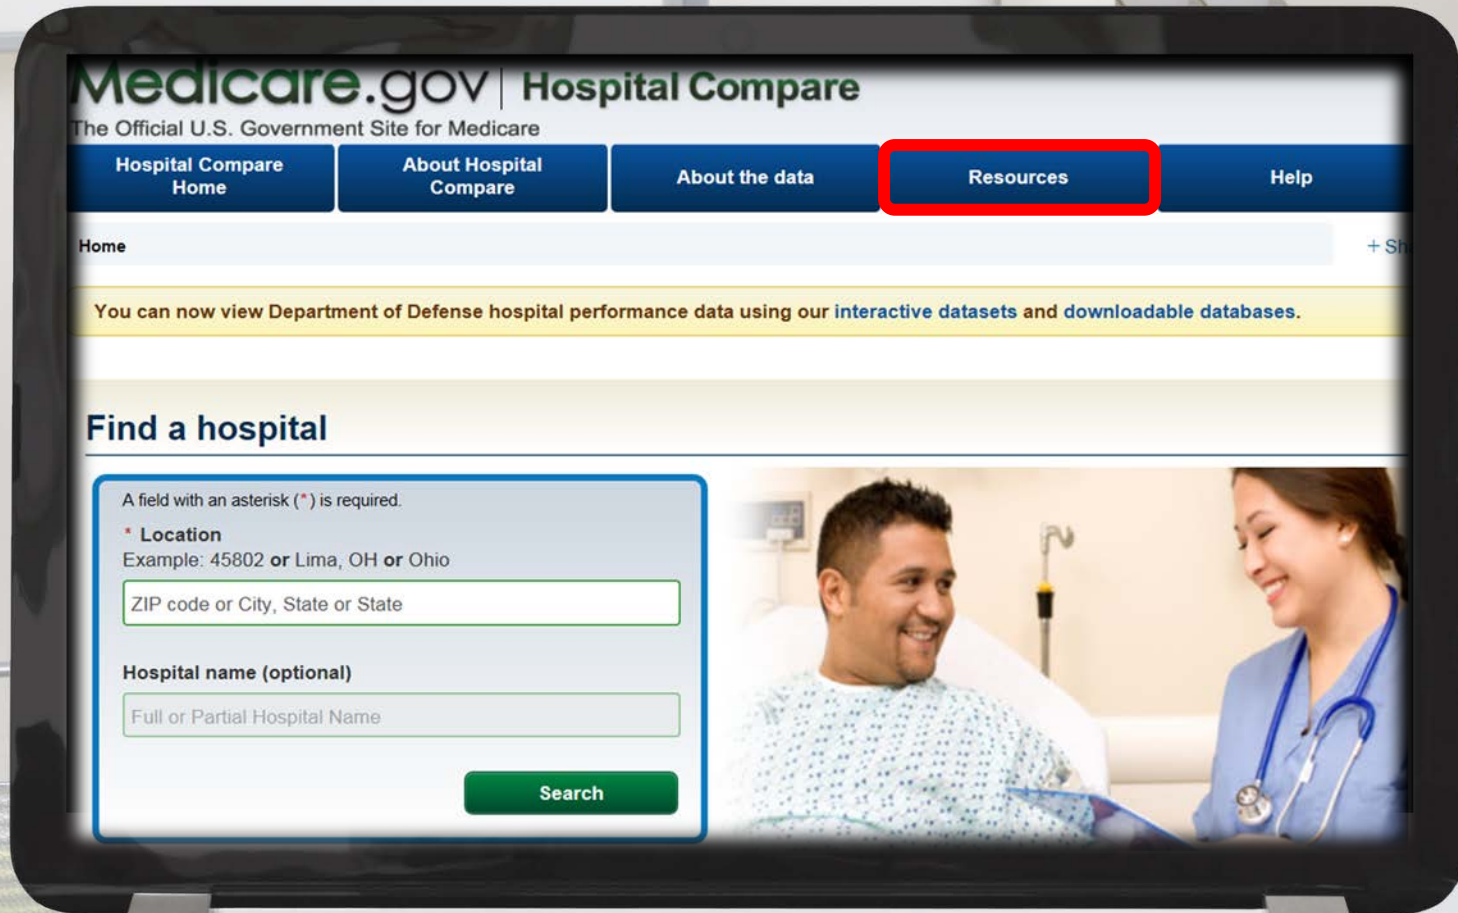 Medicare.gov | Hospital Compare
The Official U.S. Government Site for Medicare
Hospital Compare
Home
About Hospital
Compare
About the data
Resources
Help
Home
+
You can now view Department of Defense hospital performance data using our interactive datasets and downloadable databases.
Find a hospital
A field with an asterisk (*) is required.
* Location
Example: 45802 or Lima, OH or Ohio
ZIP code or City, State or State
Hospital name (optional)
Full or Partial Hospital Name
Search